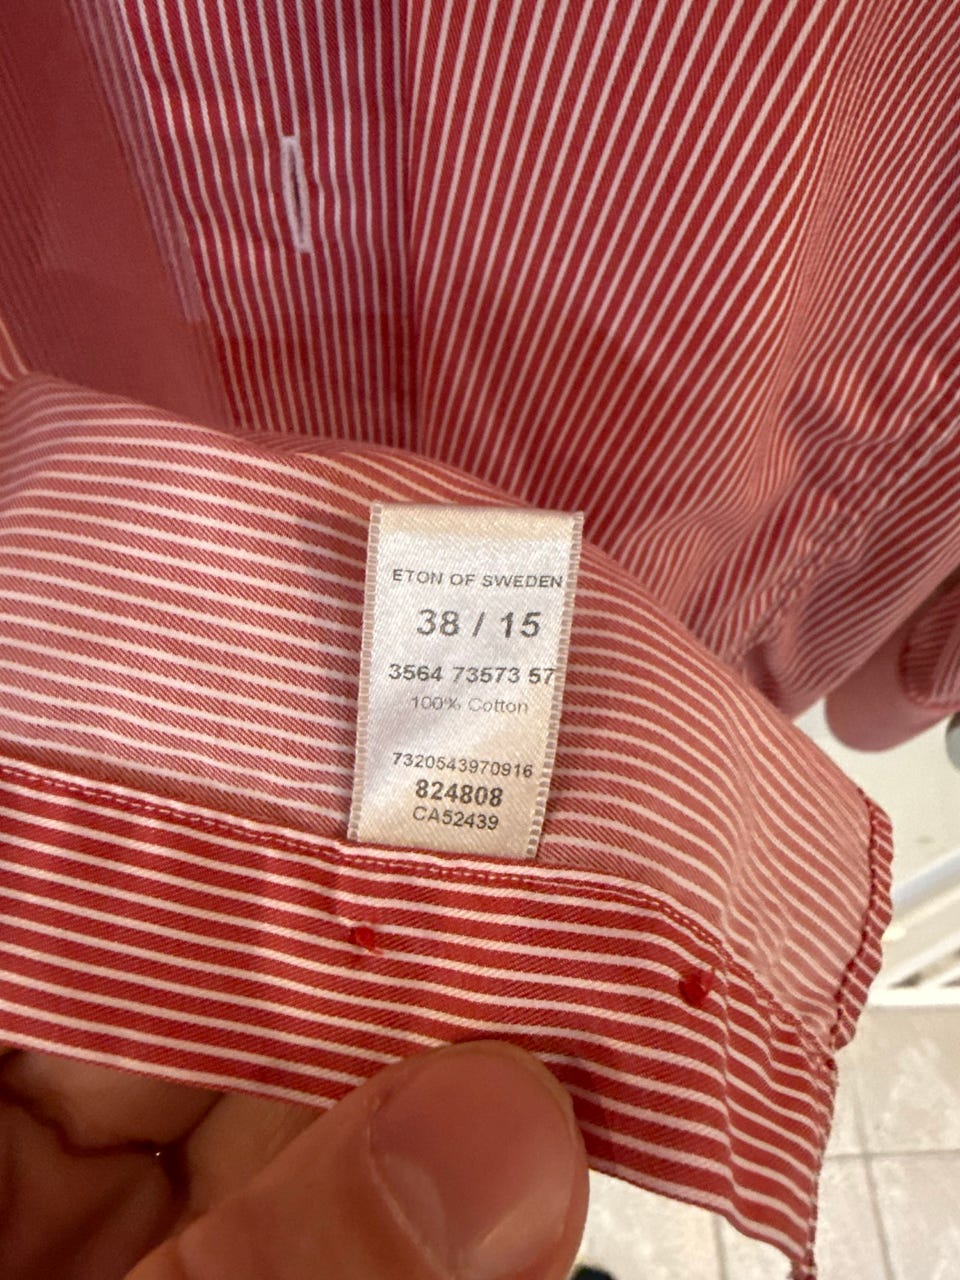 ETON OF SWEDEN
38 / 15
3564 73573 57
100% Cotton
7320543970916
824808
CA52439